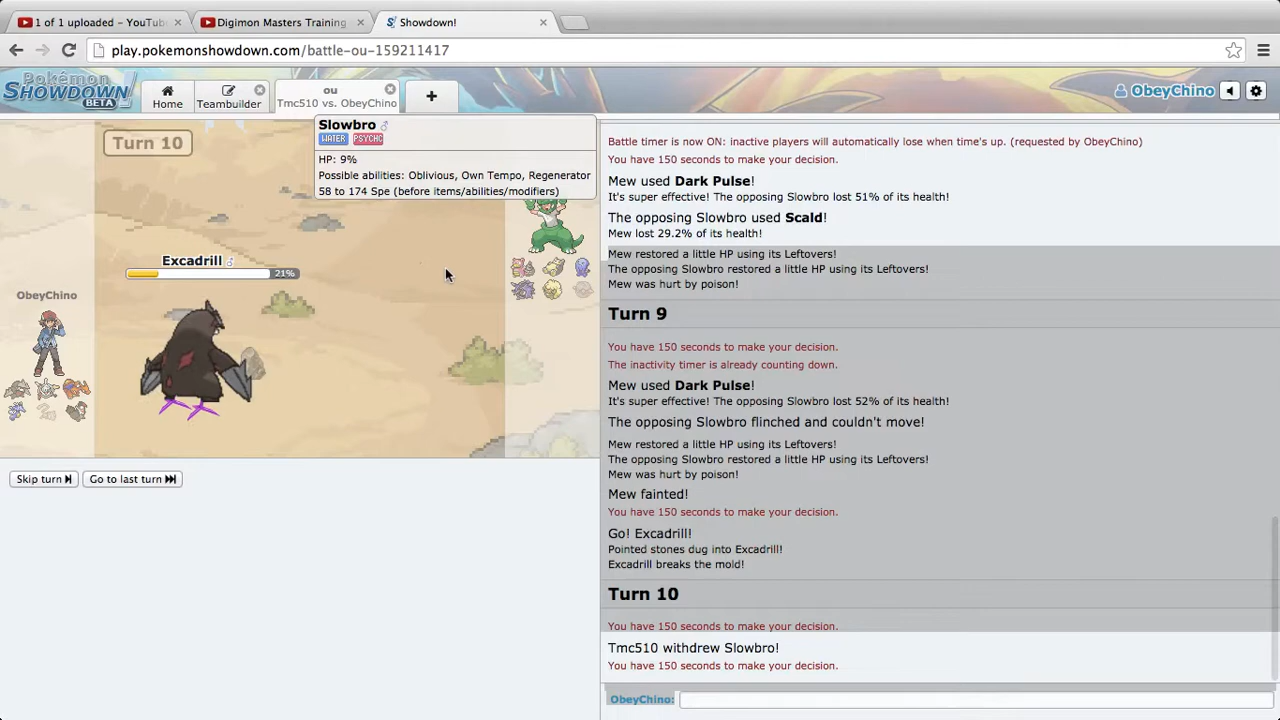 1 of 1 uploaded - YouTub
Digimon Masters Training
Showdown!
play.pokemonshowdown.com/battle-ou-159211417
Pokémon
SHOWDOWN
BETA
Home
Teambuilder
ou
Tmc510 vs. ObeyChino
+
ObeyChino
Turn 10
Slowbro ♂
WATER PSYCHC
HP: 9%
Possible abilities: Oblivious, Own Tempo, Regenerator
58 to 174 Spe (before items/abilities/modifiers)
Excadrill ♂
21%
ObeyChino
Skip turn
Go to last turn
Battle timer is now ON: inactive players will automatically lose when time's up. (requested by ObeyChino)
You have 150 seconds to make your decision.
Mew used Dark Pulse!
It's super effective! The opposing Slowbro lost 51% of its health!
The opposing Slowbro used Scald!
Mew lost 29.2% of its health!
Mew restored a little HP using its Leftovers!
The opposing Slowbro restored a little HP using its Leftovers!
Mew was hurt by poison!
Turn 9
You have 150 seconds to make your decision.
The inactivity timer is already counting down.
Mew used Dark Pulse!
It's super effective! The opposing Slowbro lost 52% of its health!
The opposing Slowbro flinched and couldn't move!
Mew restored a little HP using its Leftovers!
The opposing Slowbro restored a little HP using its Leftovers!
Mew was hurt by poison!
Mew fainted!
You have 150 seconds to make your decision.
Go! Excadrill!
Pointed stones dug into Excadrill!
Excadrill breaks the mold!
Turn 10
You have 150 seconds to make your decision.
Tmc510 withdrew Slowbro!
You have 150 seconds to make your decision.
ObeyChino: